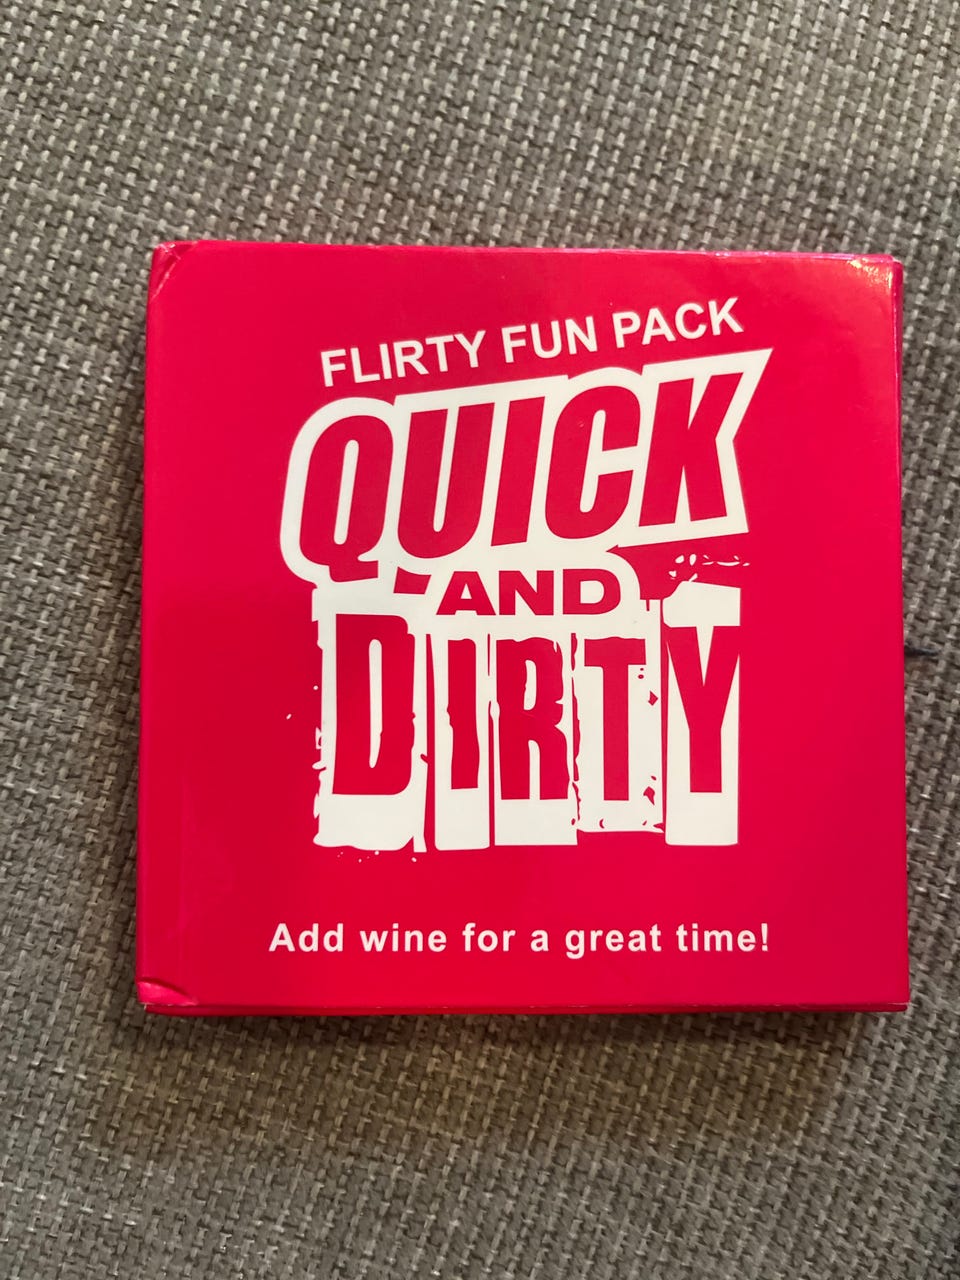 FLIRTY FUN PACK
QUICK
AND
DIRTY
Add wine for a great time!